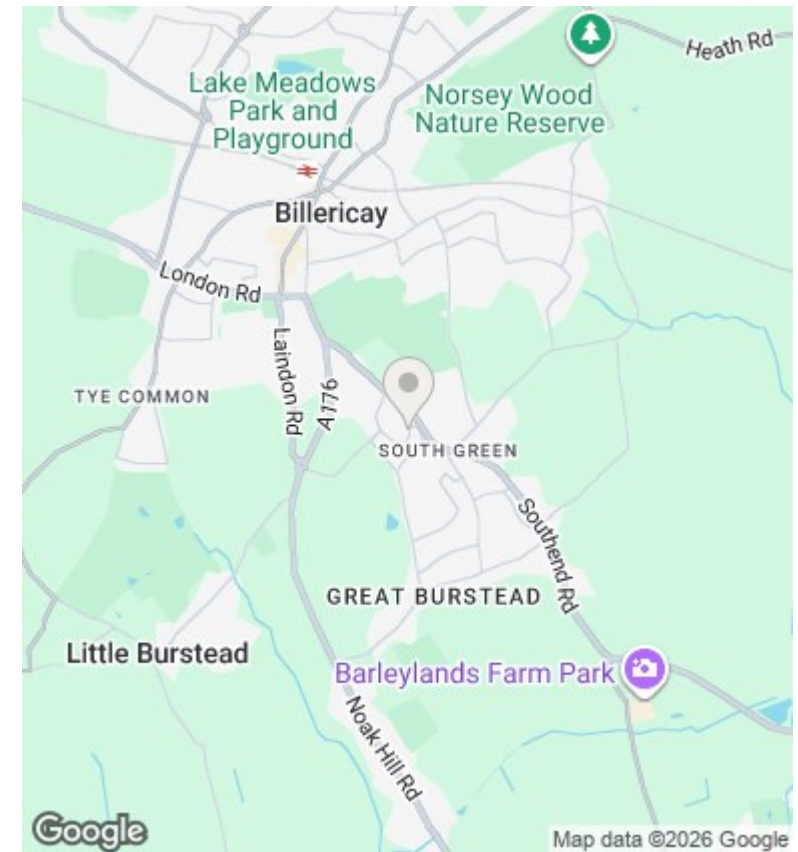 Heath Rd
Lake Meadows
Park and
Playground
Norsey Wood
Nature Reserve
Billericay
London Rd
Laindon Rd
A176
TYE COMMON
SOUTH GREEN
Southend Rd
GREAT BURSTEAD
Little Burstead
Barleylands Farm Park
Noak Hill Rd
Google
Map data ©2026 Google